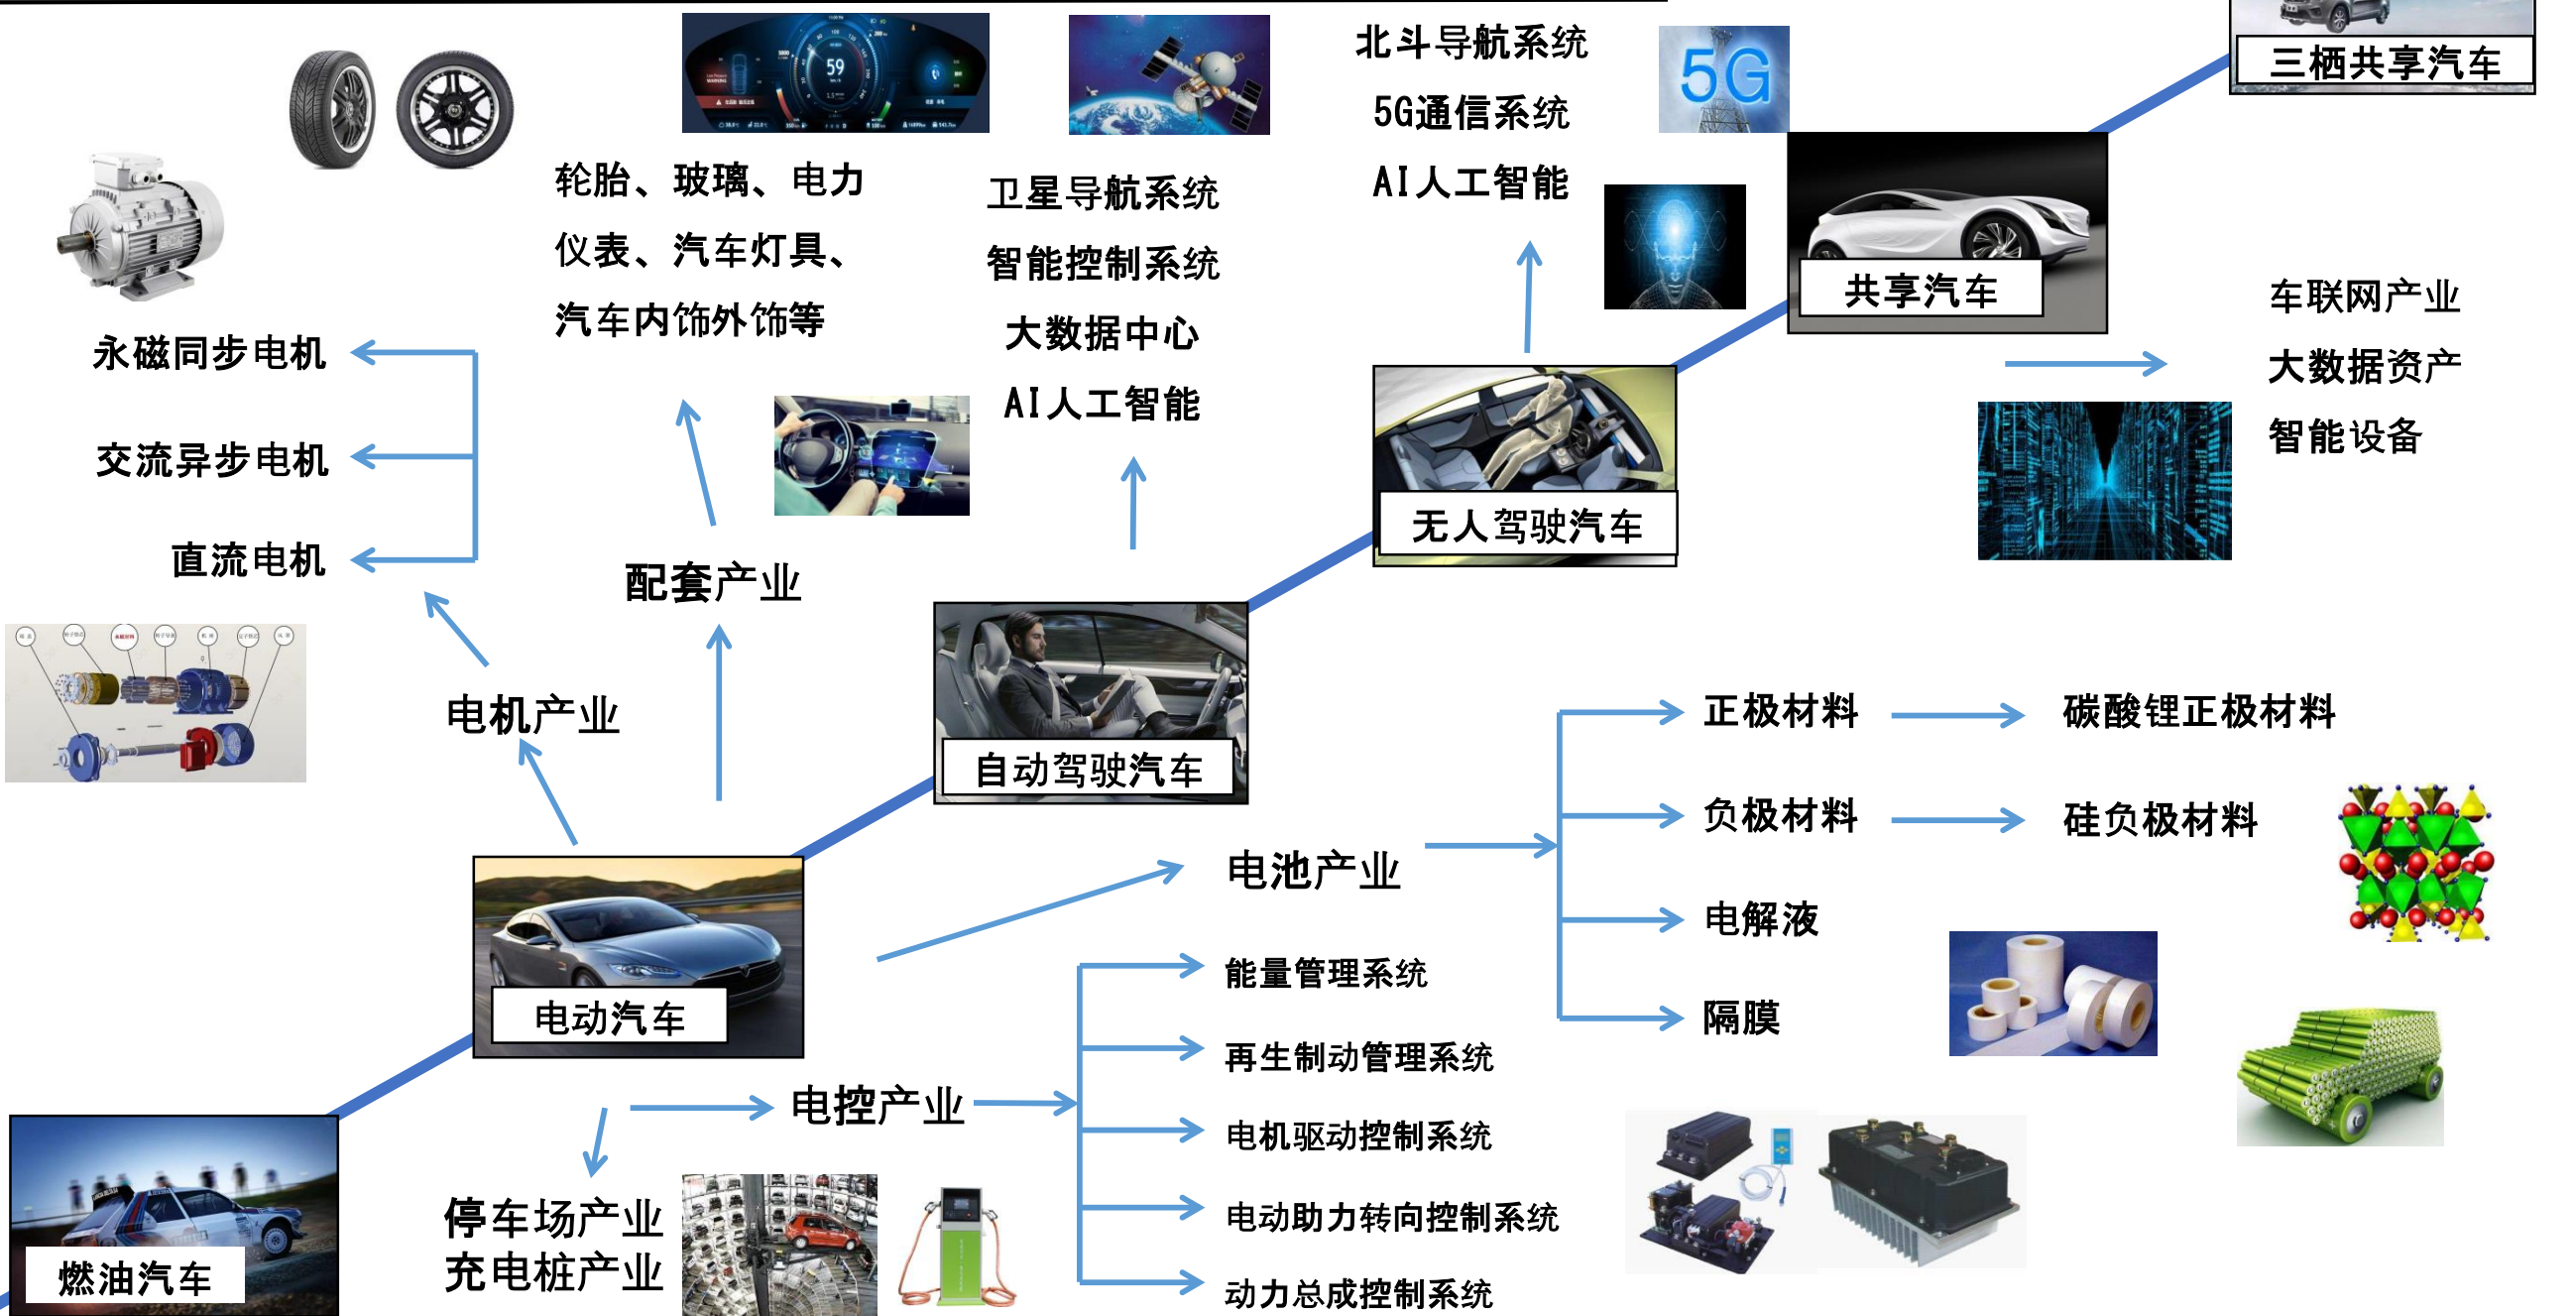 三栖共享汽车
北斗导航系统
5G通信系统
AI人工智能
5G
59
轮胎、玻璃、电力
仪表、汽车灯具、
汽车内饰外饰等
卫星导航系统
智能控制系统
大数据中心
AI人工智能
共享汽车
车联网产业
大数据资产
智能设备
永磁同步电机
交流异步电机
直流电机
配套产业
无人驾驶汽车
电机产业
自动驾驶汽车
正极材料
碳酸锂正极材料
负极材料
硅负极材料
电池产业
电解液
隔膜
电动汽车
能量管理系统
再生制动管理系统
电控产业
电机驱动控制系统
电动助力转向控制系统
动力总成控制系统
停车场产业
充电桩产业
燃油汽车